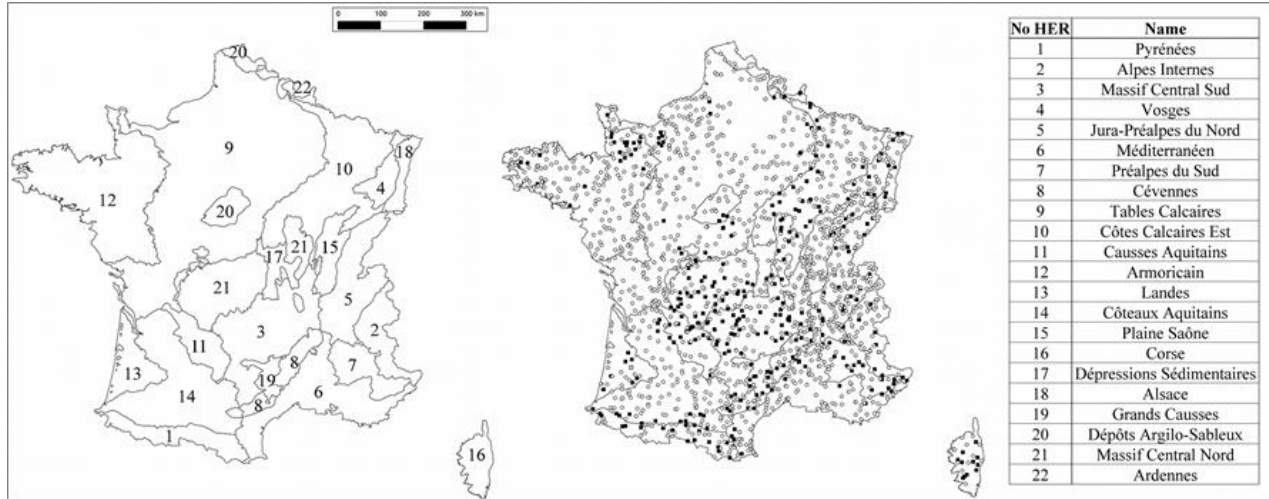 0 100 200 300 km
20
22
9
10
18
4
12
20
21
15
17
21
5
3
2
11
8
7
13
19
6
14
8
1
16
No HER Name
1 Pyrénées
2 Alpes Internes
3 Massif Central Sud
4 Vosges
5 Jura-Préalpes du Nord
6 Méditerranéen
7 Préalpes du Sud
8 Cévennes
9 Tables Calcaires
10 Côtes Calcaires Est
11 Causses Aquitains
12 Armoricain
13 Landes
14 Côteaux Aquitains
15 Plaine Saône
16 Corse
17 Dépressions Sédimentaires
18 Alsace
19 Grands Causses
20 Dépôts Argilo-Sableux
21 Massif Central Nord
22 Ardennes